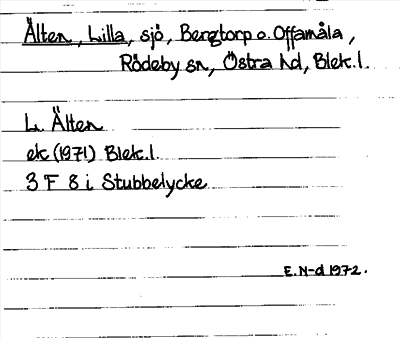 Älten, Lilla, sjö, Bergtorp o. Offamåla,
Rödeby sn, Östra hd, Blek. l.
L. Älten
ek (1971) Blek. l.
3 F 8 i Stubbelycke
E. N-d 1972.